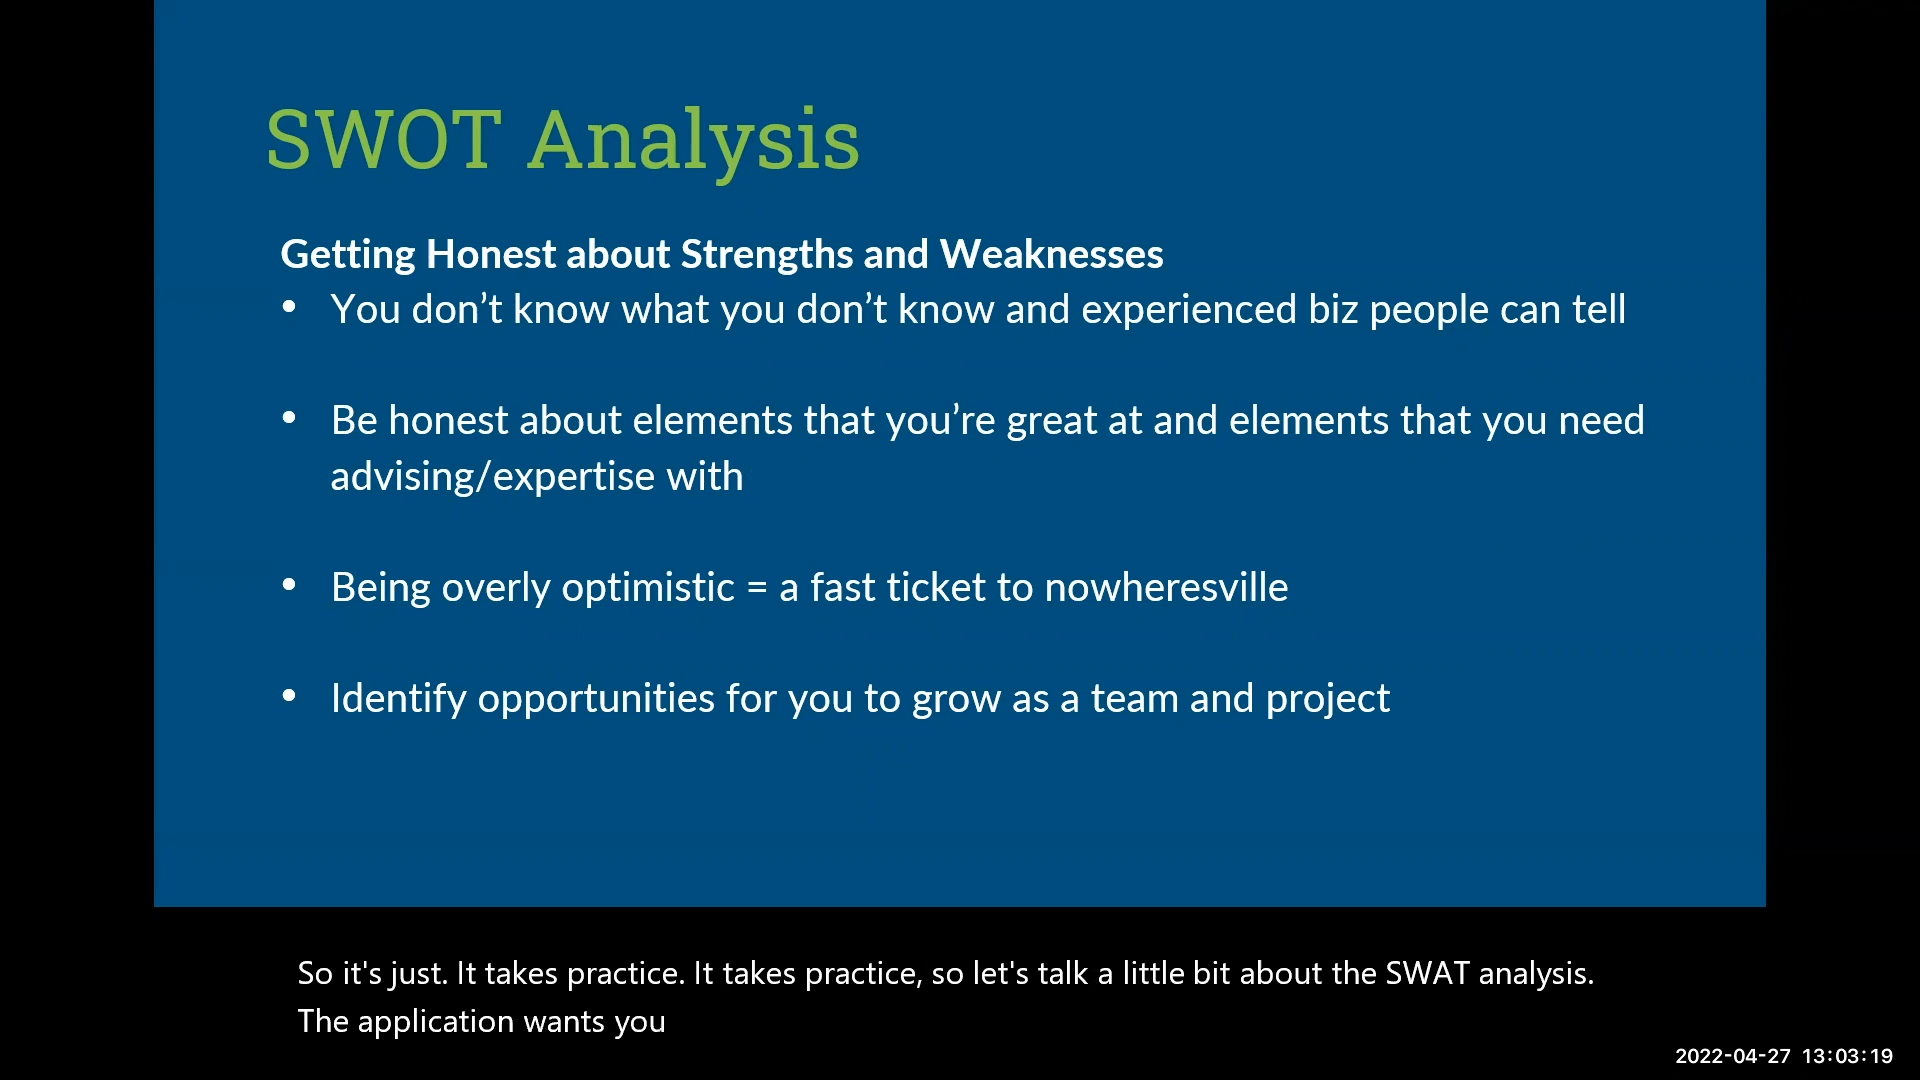 SWOT Analysis
Getting Honest about Strengths and Weaknesses
• You don’t know what you don’t know and experienced biz people can tell
• Be honest about elements that you’re great at and elements that you need
advising/expertise with
• Being overly optimistic = a fast ticket to nowheresville
• Identify opportunities for you to grow as a team and project
So it's just. It takes practice. It takes practice, so let's talk a little bit about the SWAT analysis.
The application wants you
2022-04-27 13:03:19